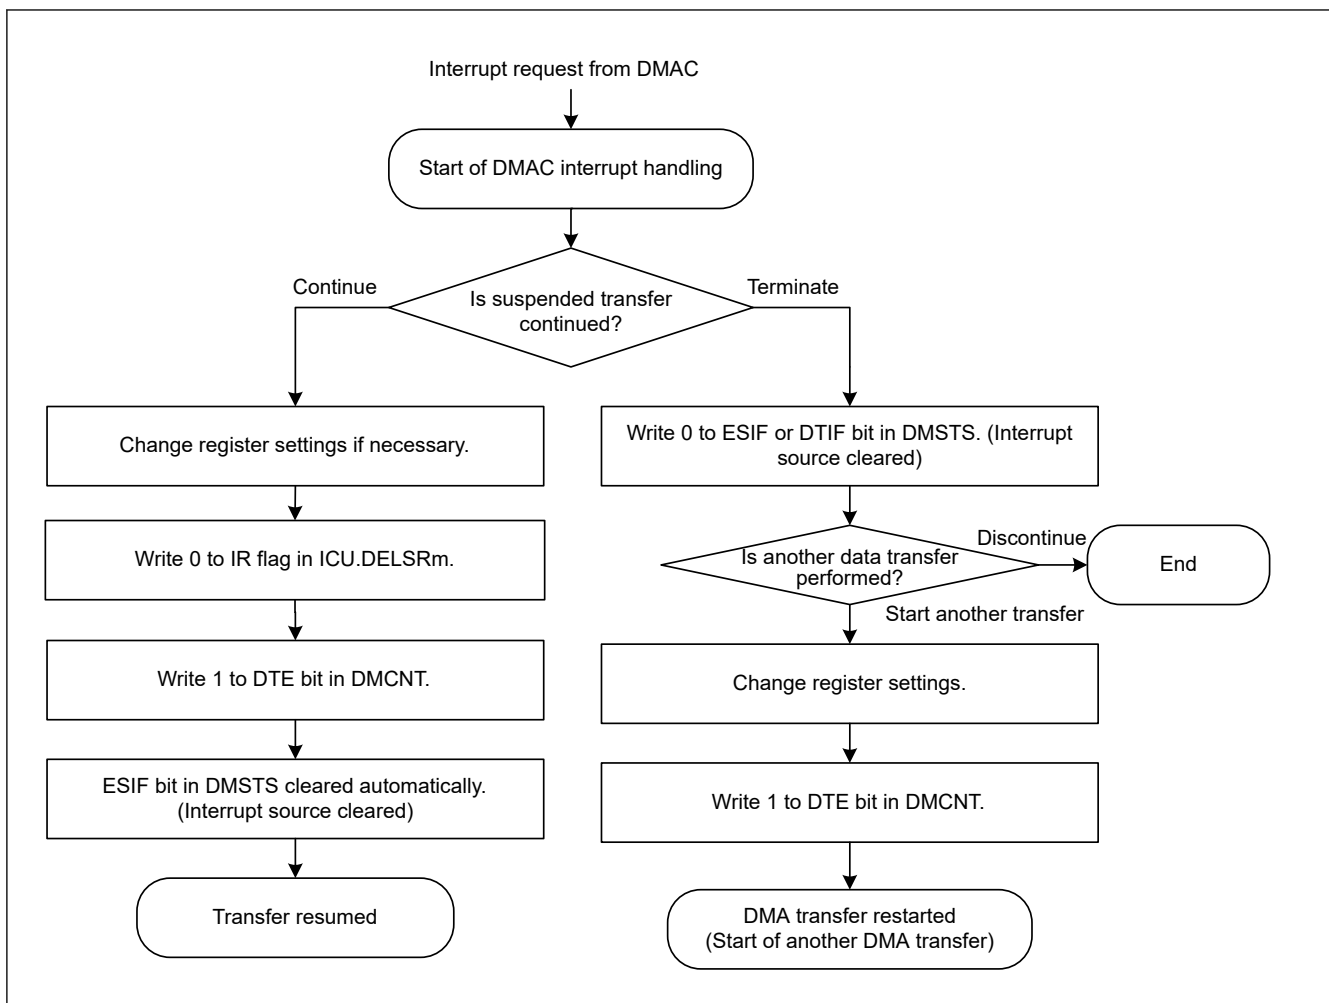 Interrupt request from DMAC
Start of DMAC interrupt handling
Continue
Terminate
Is suspended transfer
continued?
Change register settings if necessary.
Write 0 to IR flag in ICU.DELSRm.
Write 1 to DTE bit in DMCNT.
ESIF bit in DMSTS cleared automatically.
(Interrupt source cleared)
Transfer resumed
Write 0 to ESIF or DTIF bit in DMSTS. (Interrupt
source cleared)
Is another data transfer
performed?
Discontinue
End
Start another transfer
Change register settings.
Write 1 to DTE bit in DMCNT.
DMA transfer restarted
(Start of another DMA transfer)